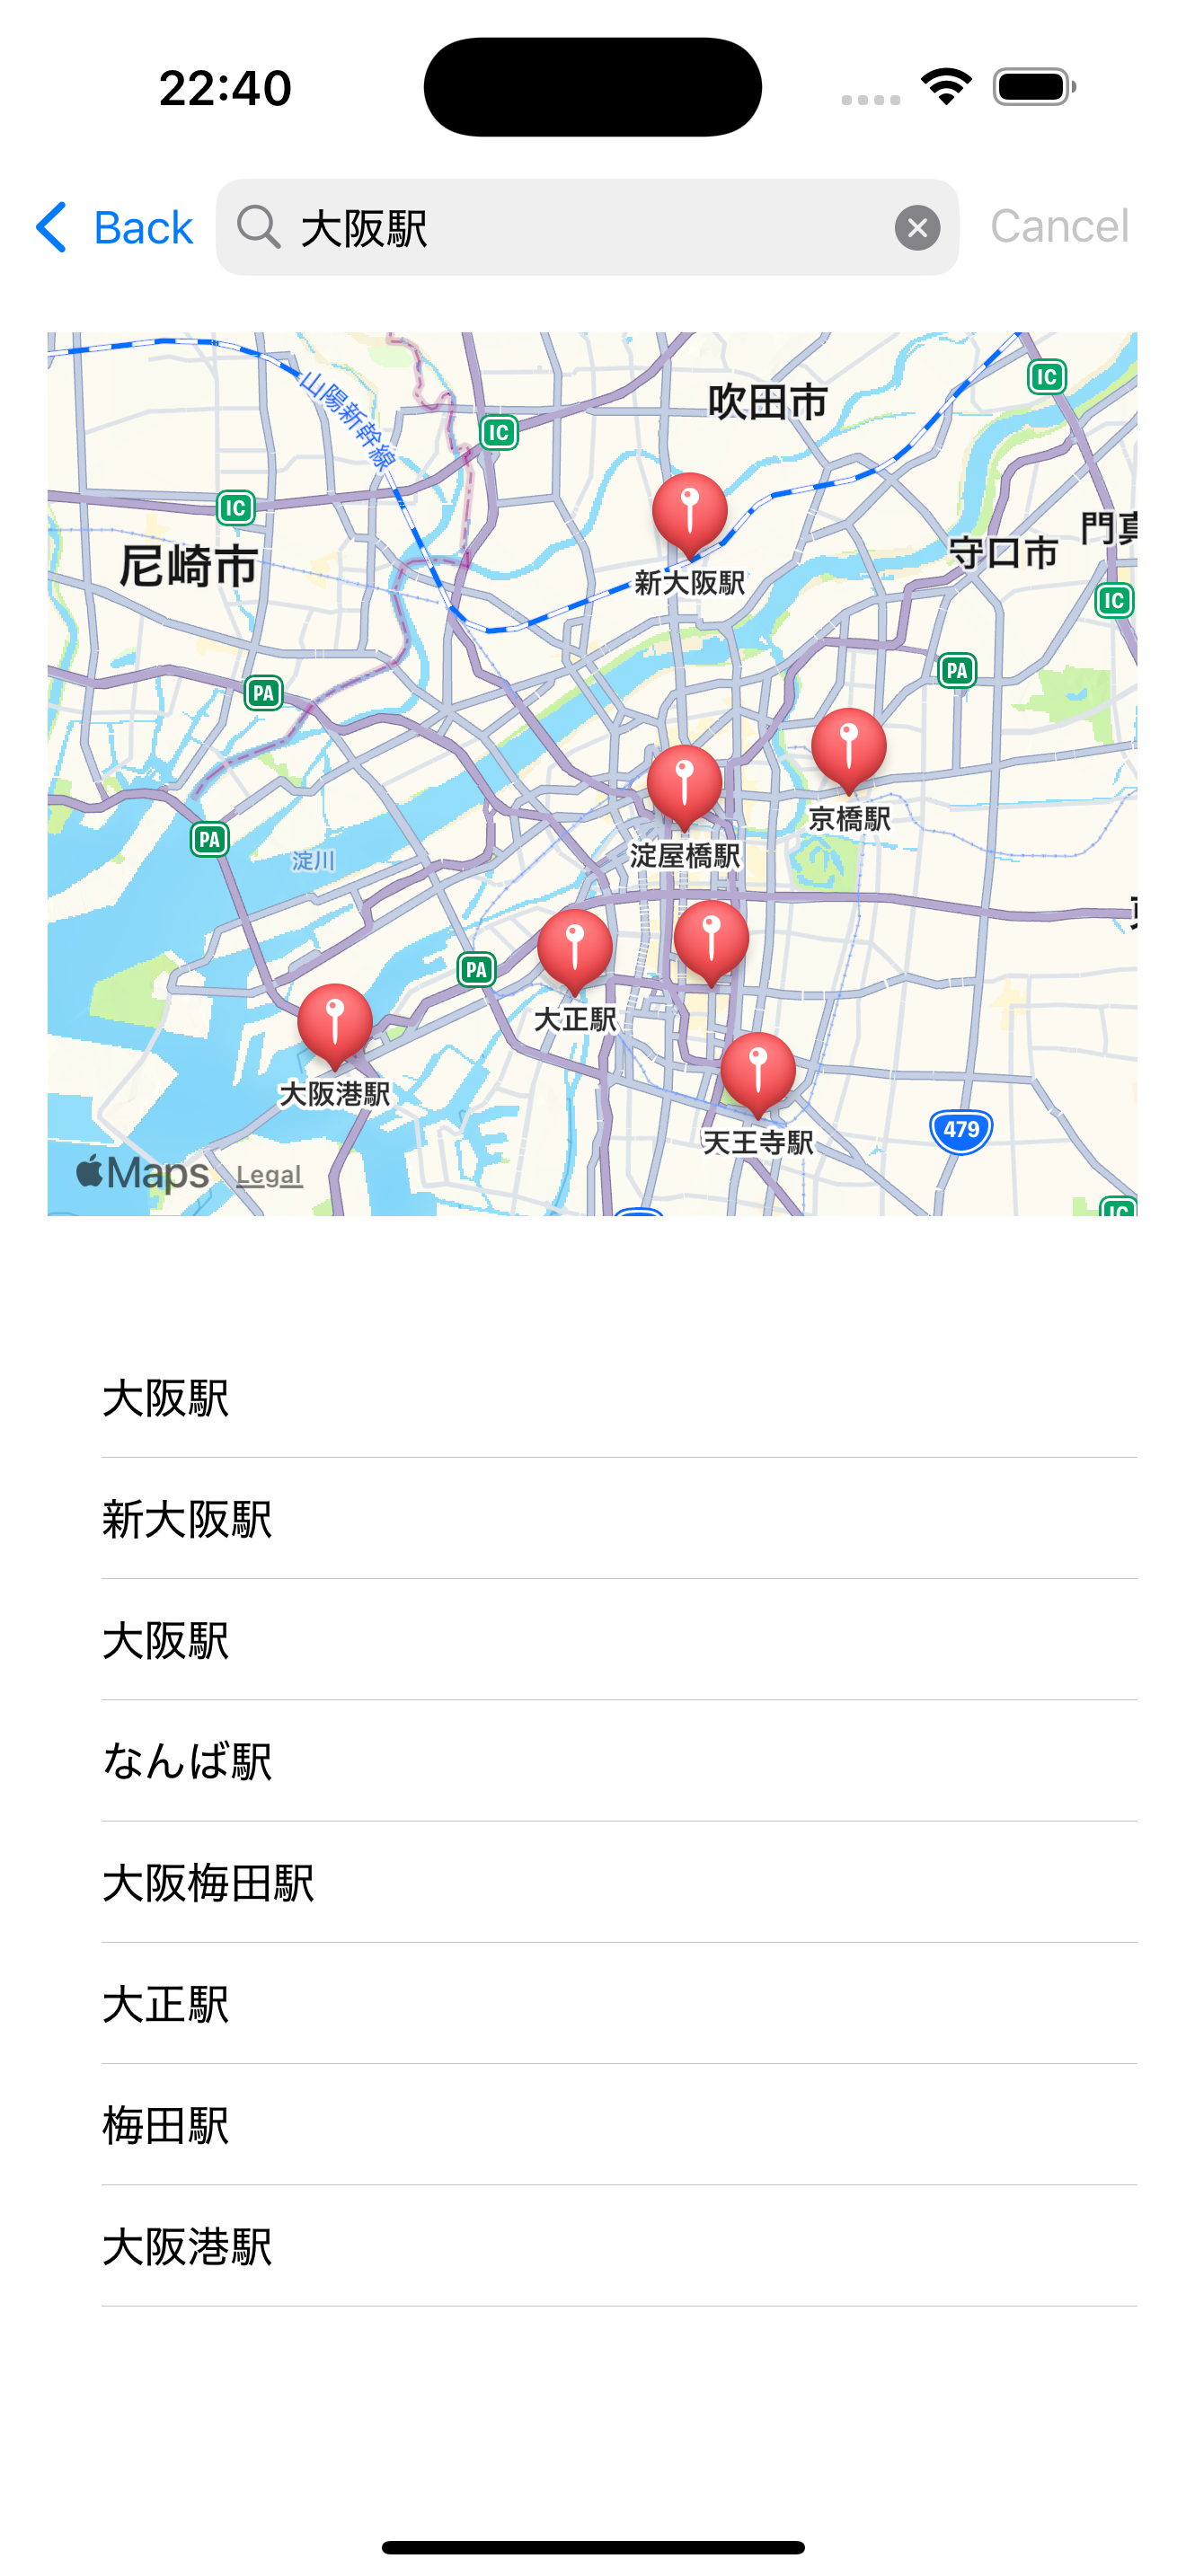 22:40
Back
大阪駅
Cancel
吹田市
IC
山陽新幹線
IC
IC
尼崎市
守口市
新大阪駅
IC
PA
PA
京橋駅
PA
淀川
淀屋橋駅
PA
大正駅
大阪港駅
479
天王寺駅
Maps
Legal
IC
大阪駅
新大阪駅
大阪駅
なんば駅
大阪梅田駅
大正駅
梅田駅
大阪港駅